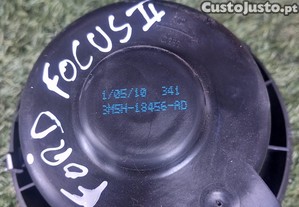 CustoJusto.pt
FORD FOCUS II
1/05/10 341
3M5H-18456-AD